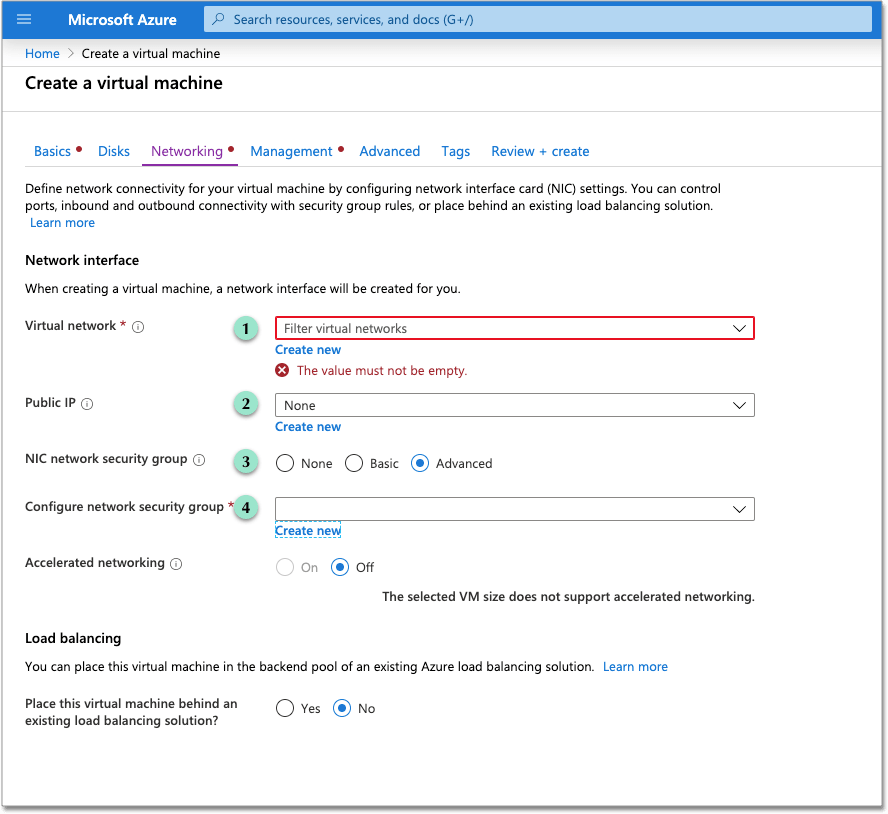 Microsoft Azure
Search resources, services, and docs (G+/)
Home > Create a virtual machine
Create a virtual machine
Basics • Disks Networking • Management • Advanced Tags Review + create
Define network connectivity for your virtual machine by configuring network interface card (NIC) settings. You can control
ports, inbound and outbound connectivity with security group rules, or place behind an existing load balancing solution.
Learn more
Network interface
When creating a virtual machine, a network interface will be created for you.
Virtual network * 1 Filter virtual networks
Create new
The value must not be empty.
Public IP 2 None
Create new
NIC network security group 3 None Basic Advanced
Configure network security group * 4
Create new
Accelerated networking On Off
The selected VM size does not support accelerated networking.
Load balancing
You can place this virtual machine in the backend pool of an existing Azure load balancing solution. Learn more
Place this virtual machine behind an
existing load balancing solution?
Yes No